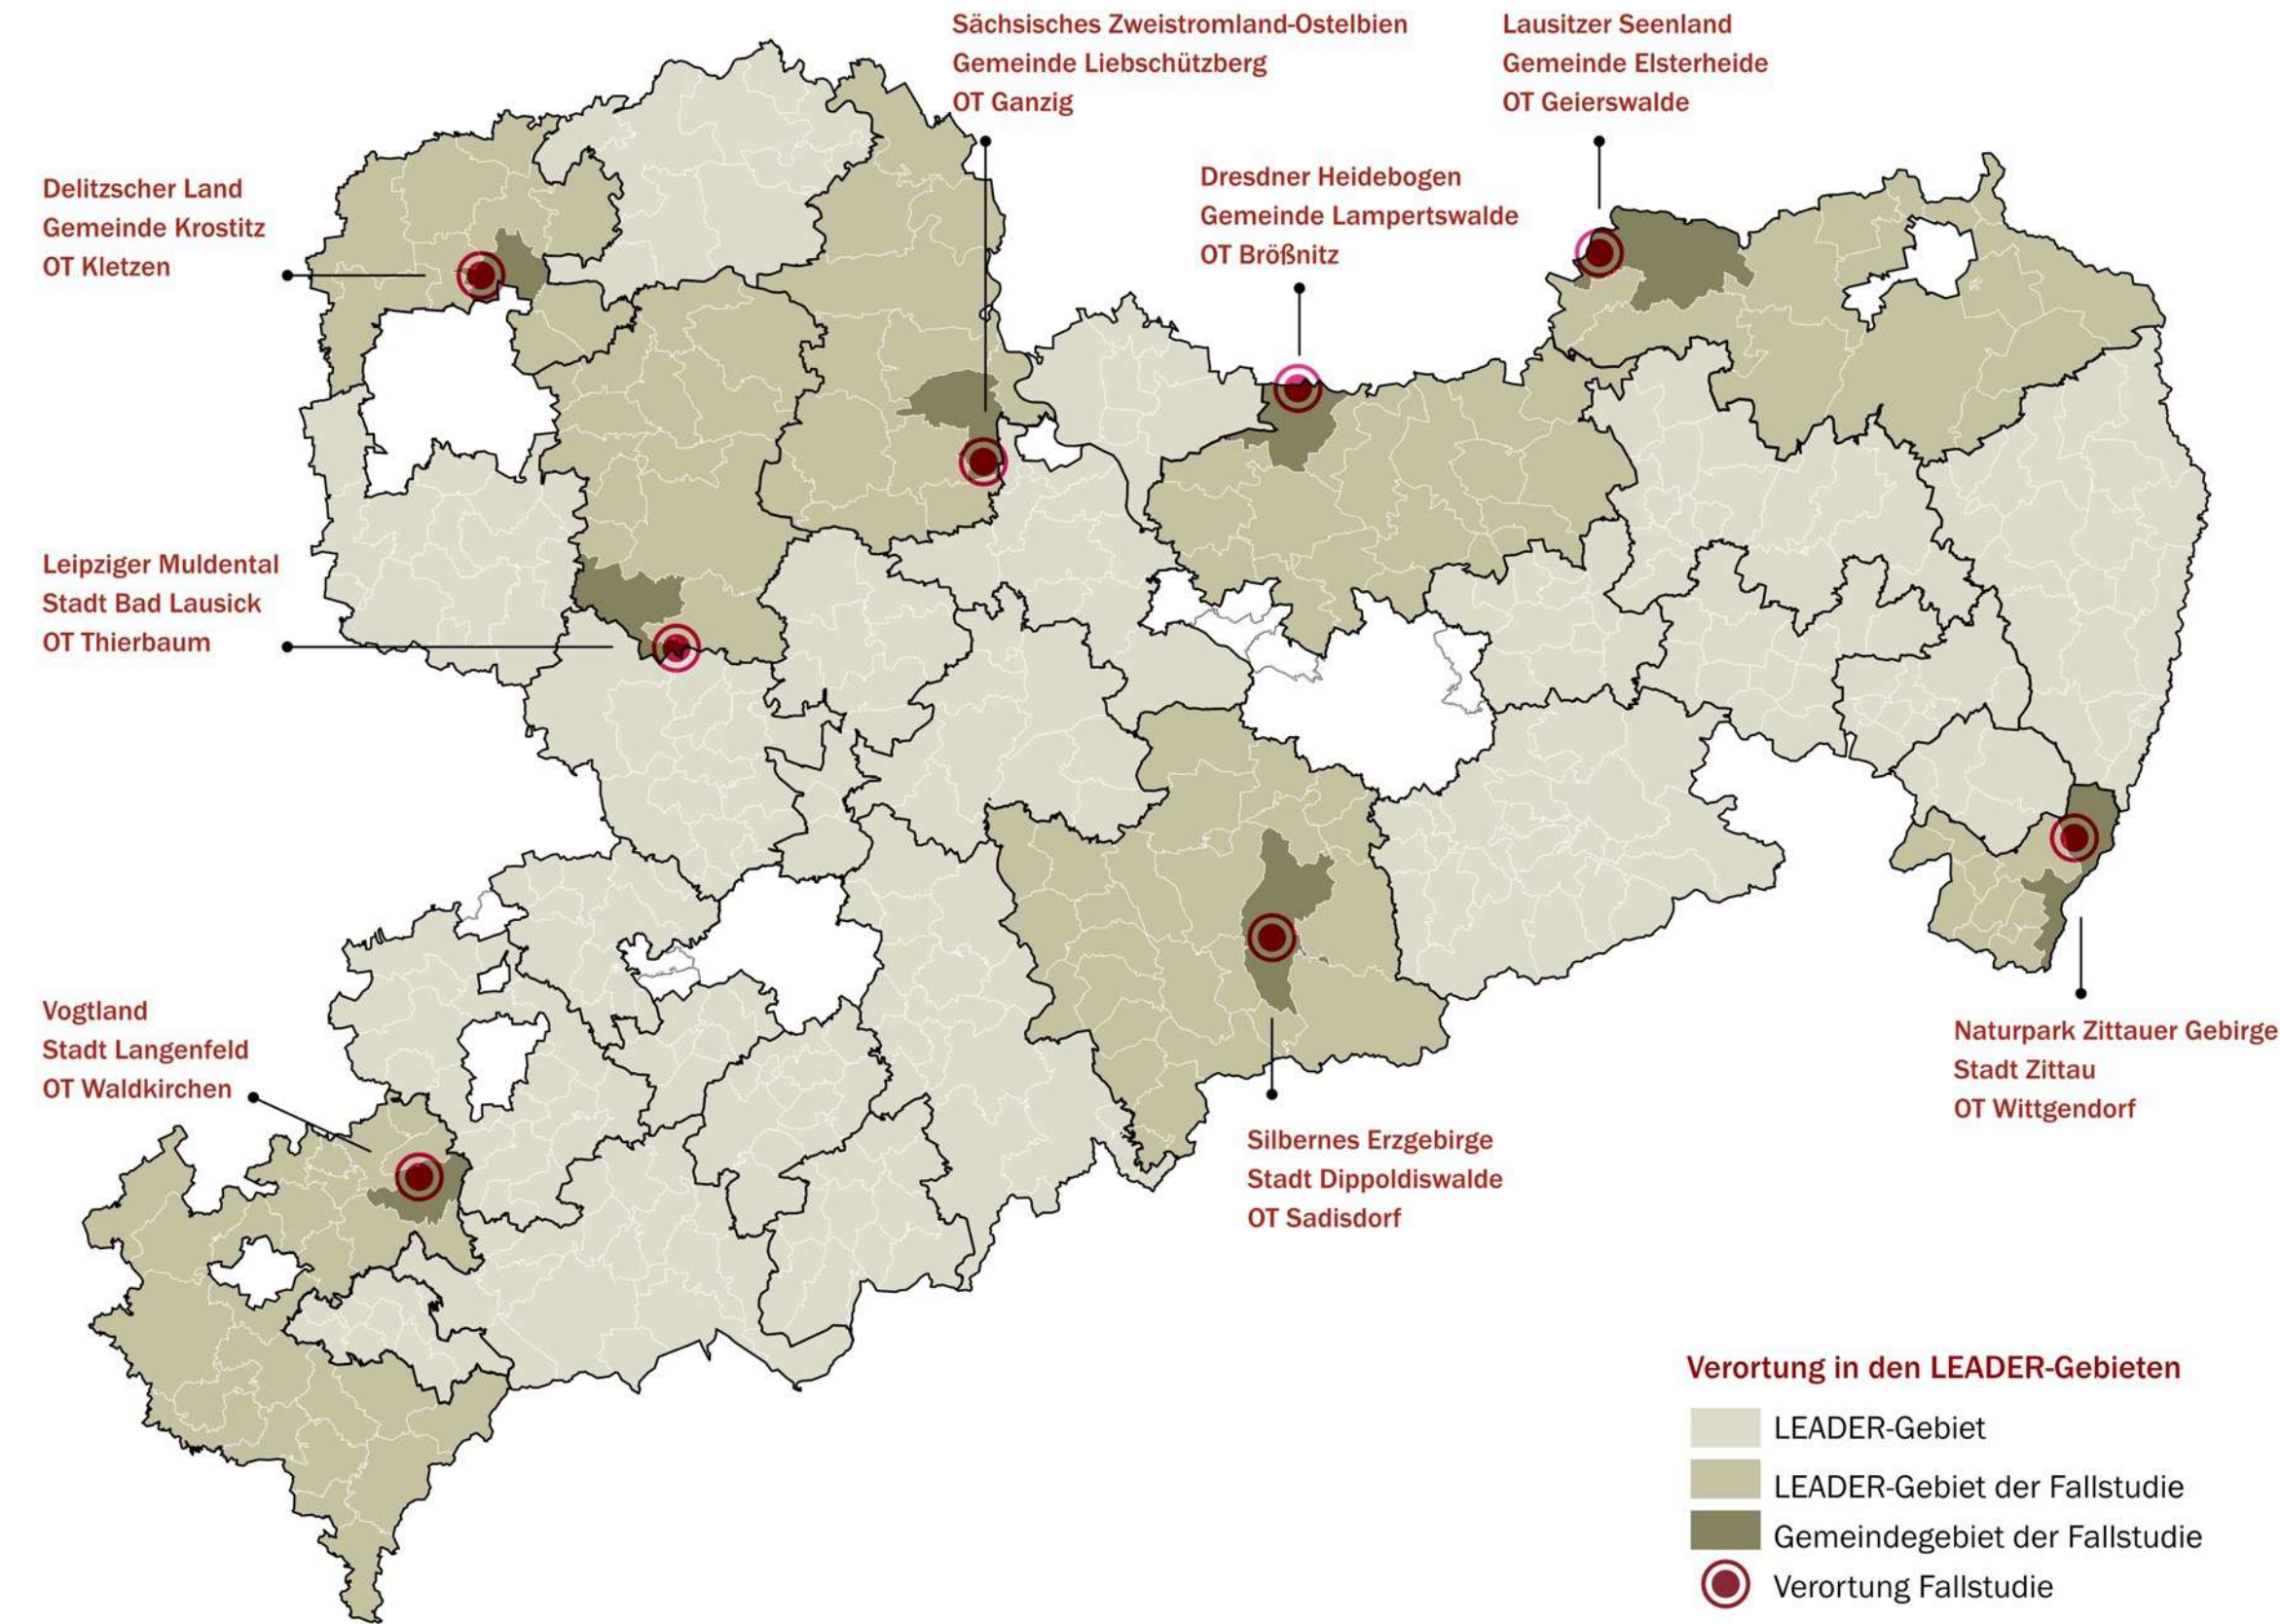 Sächsisches Zweistromland-Ostelbien
Gemeinde Liebschützberg
OT Ganzig
Lausitzer Seenland
Gemeinde Elsterheide
OT Geierswalde
Delitzscher Land
Gemeinde Krostitz
OT Kletzen
Dresdner Heidebogen
Gemeinde Lampertswalde
OT Brößnitz
Leipziger Muldental
Stadt Bad Lausick
OT Thierbaum
Vogtland
Stadt Langenfeld
OT Waldkirchen
Naturpark Zittauer Gebirge
Stadt Zittau
OT Wittgendorf
Silbernes Erzgebirge
Stadt Dippoldiswalde
OT Sadisdorf
Verortung in den LEADER-Gebieten
LEADER-Gebiet
LEADER-Gebiet der Fallstudie
Gemeindegebiet der Fallstudie
Verortung Fallstudie